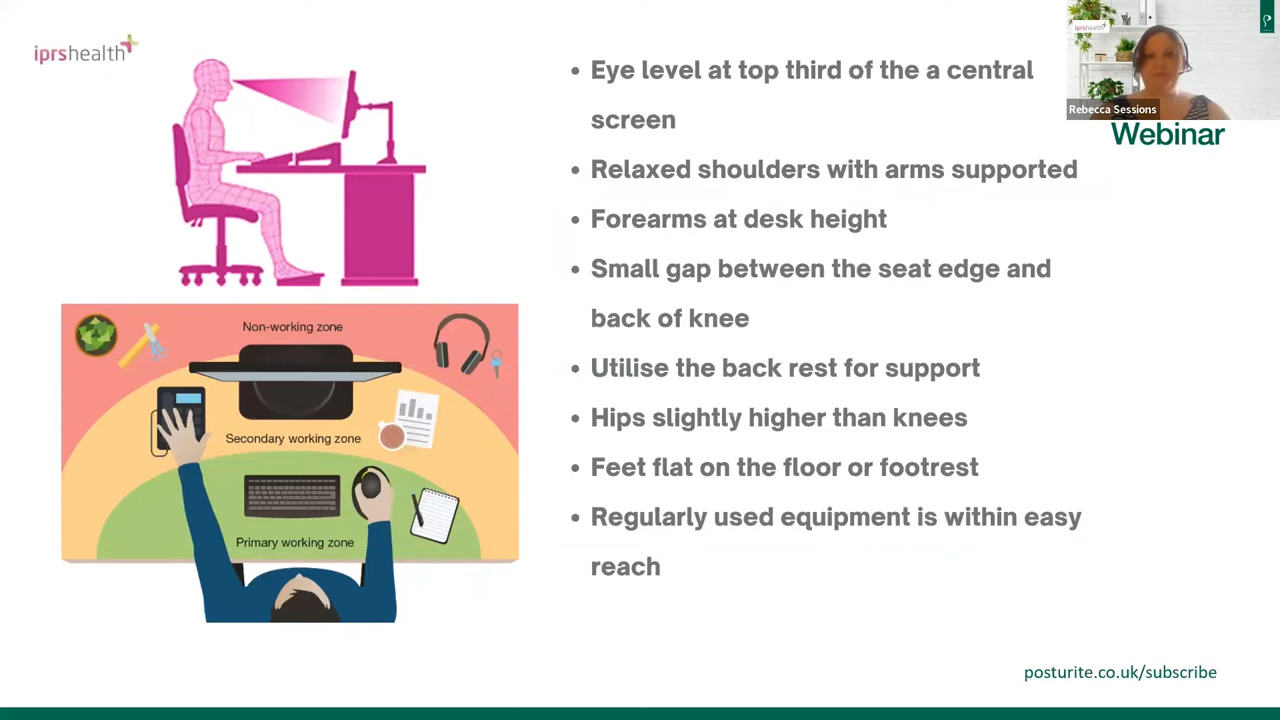 iprshealth
Eye level at top third of the a central
screen
Relaxed shoulders with arms supported
Forearms at desk height
Small gap between the seat edge and
back of knee
Utilise the back rest for support
Hips slightly higher than knees
Feet flat on the floor or footrest
Regularly used equipment is within easy
reach
Non-working zone
Secondary working zone
Primary working zone
iprshealth
Rebecca Sessions
Webinar
posturite.co.uk/subscribe